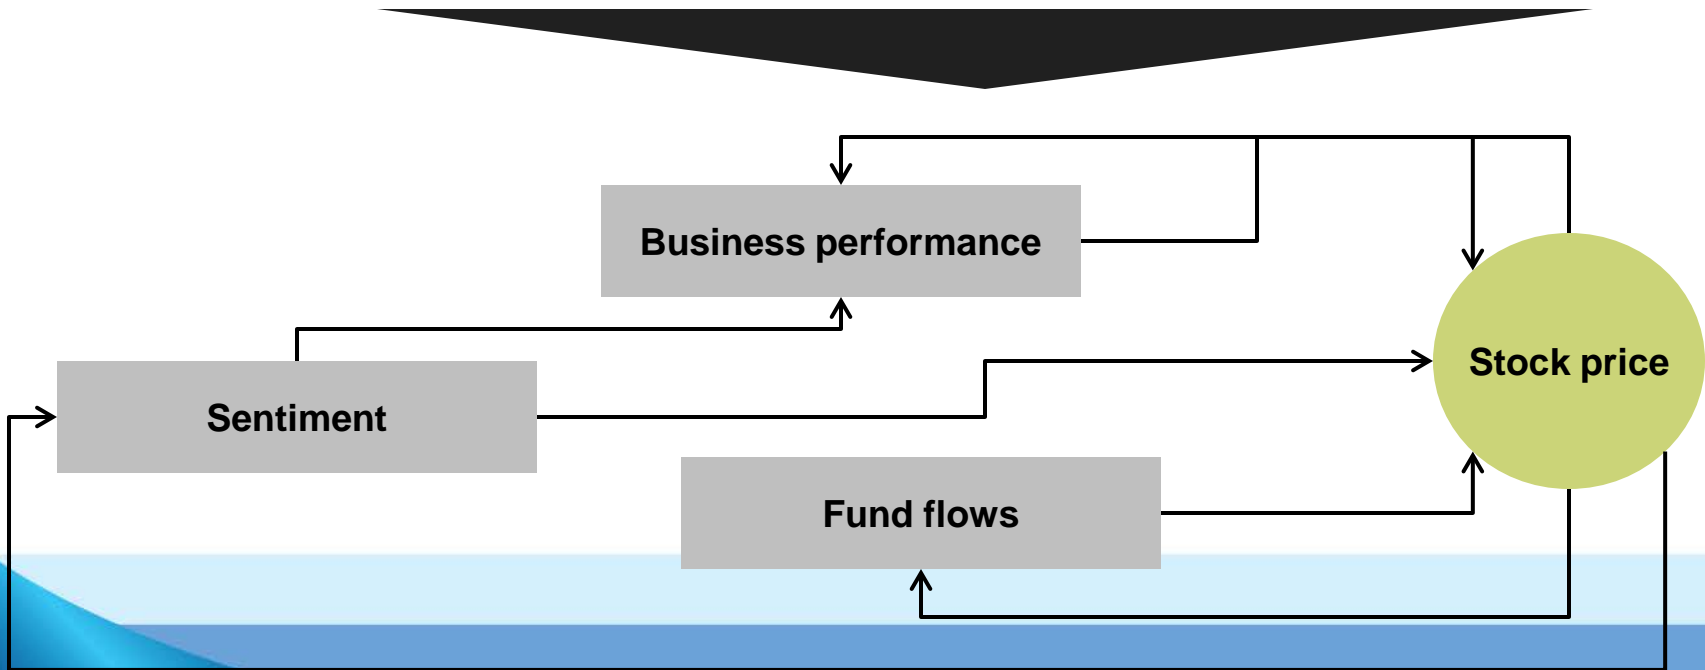 Business performance
Stock price
Sentiment
Fund flows